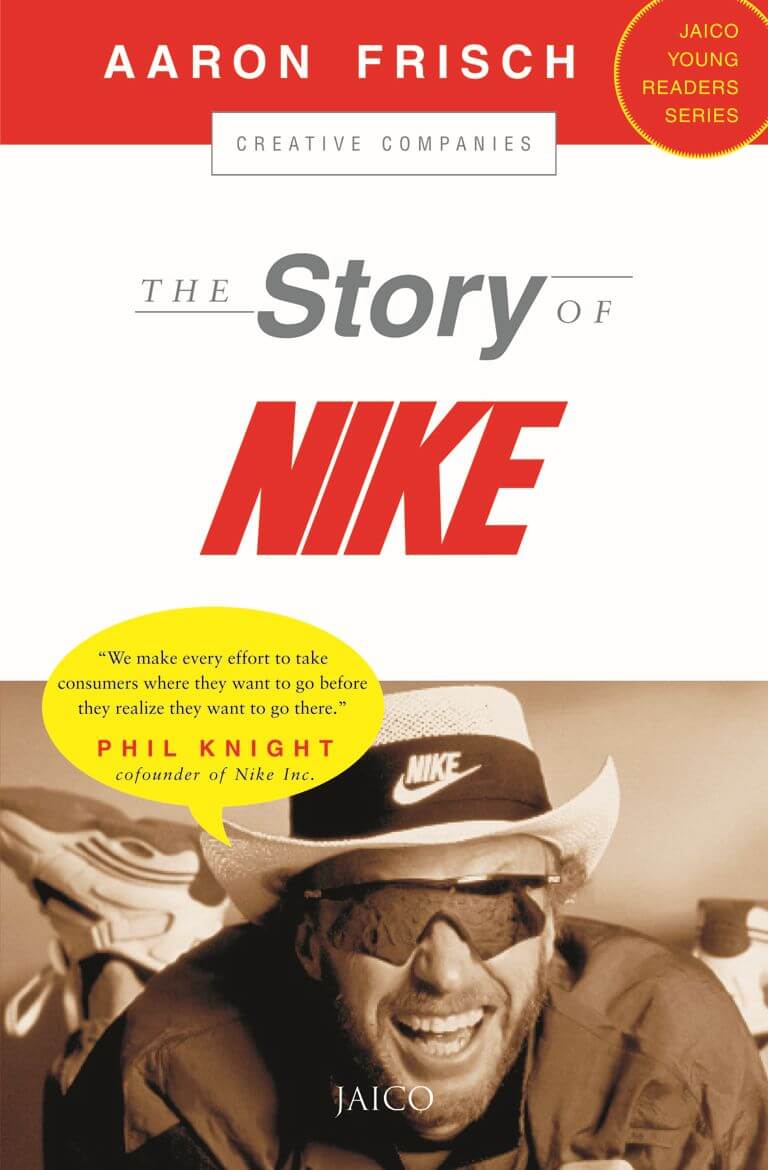 AARON FRISCH
JAICO
YOUNG
READERS
SERIES
CREATIVE COMPANIES
THE Story OF
NIKE
“We make every effort to take
consumers where they want to go before
they realize they want to go there.”
PHIL KNIGHT
cofounder of Nike Inc.
NIKE
JAICO